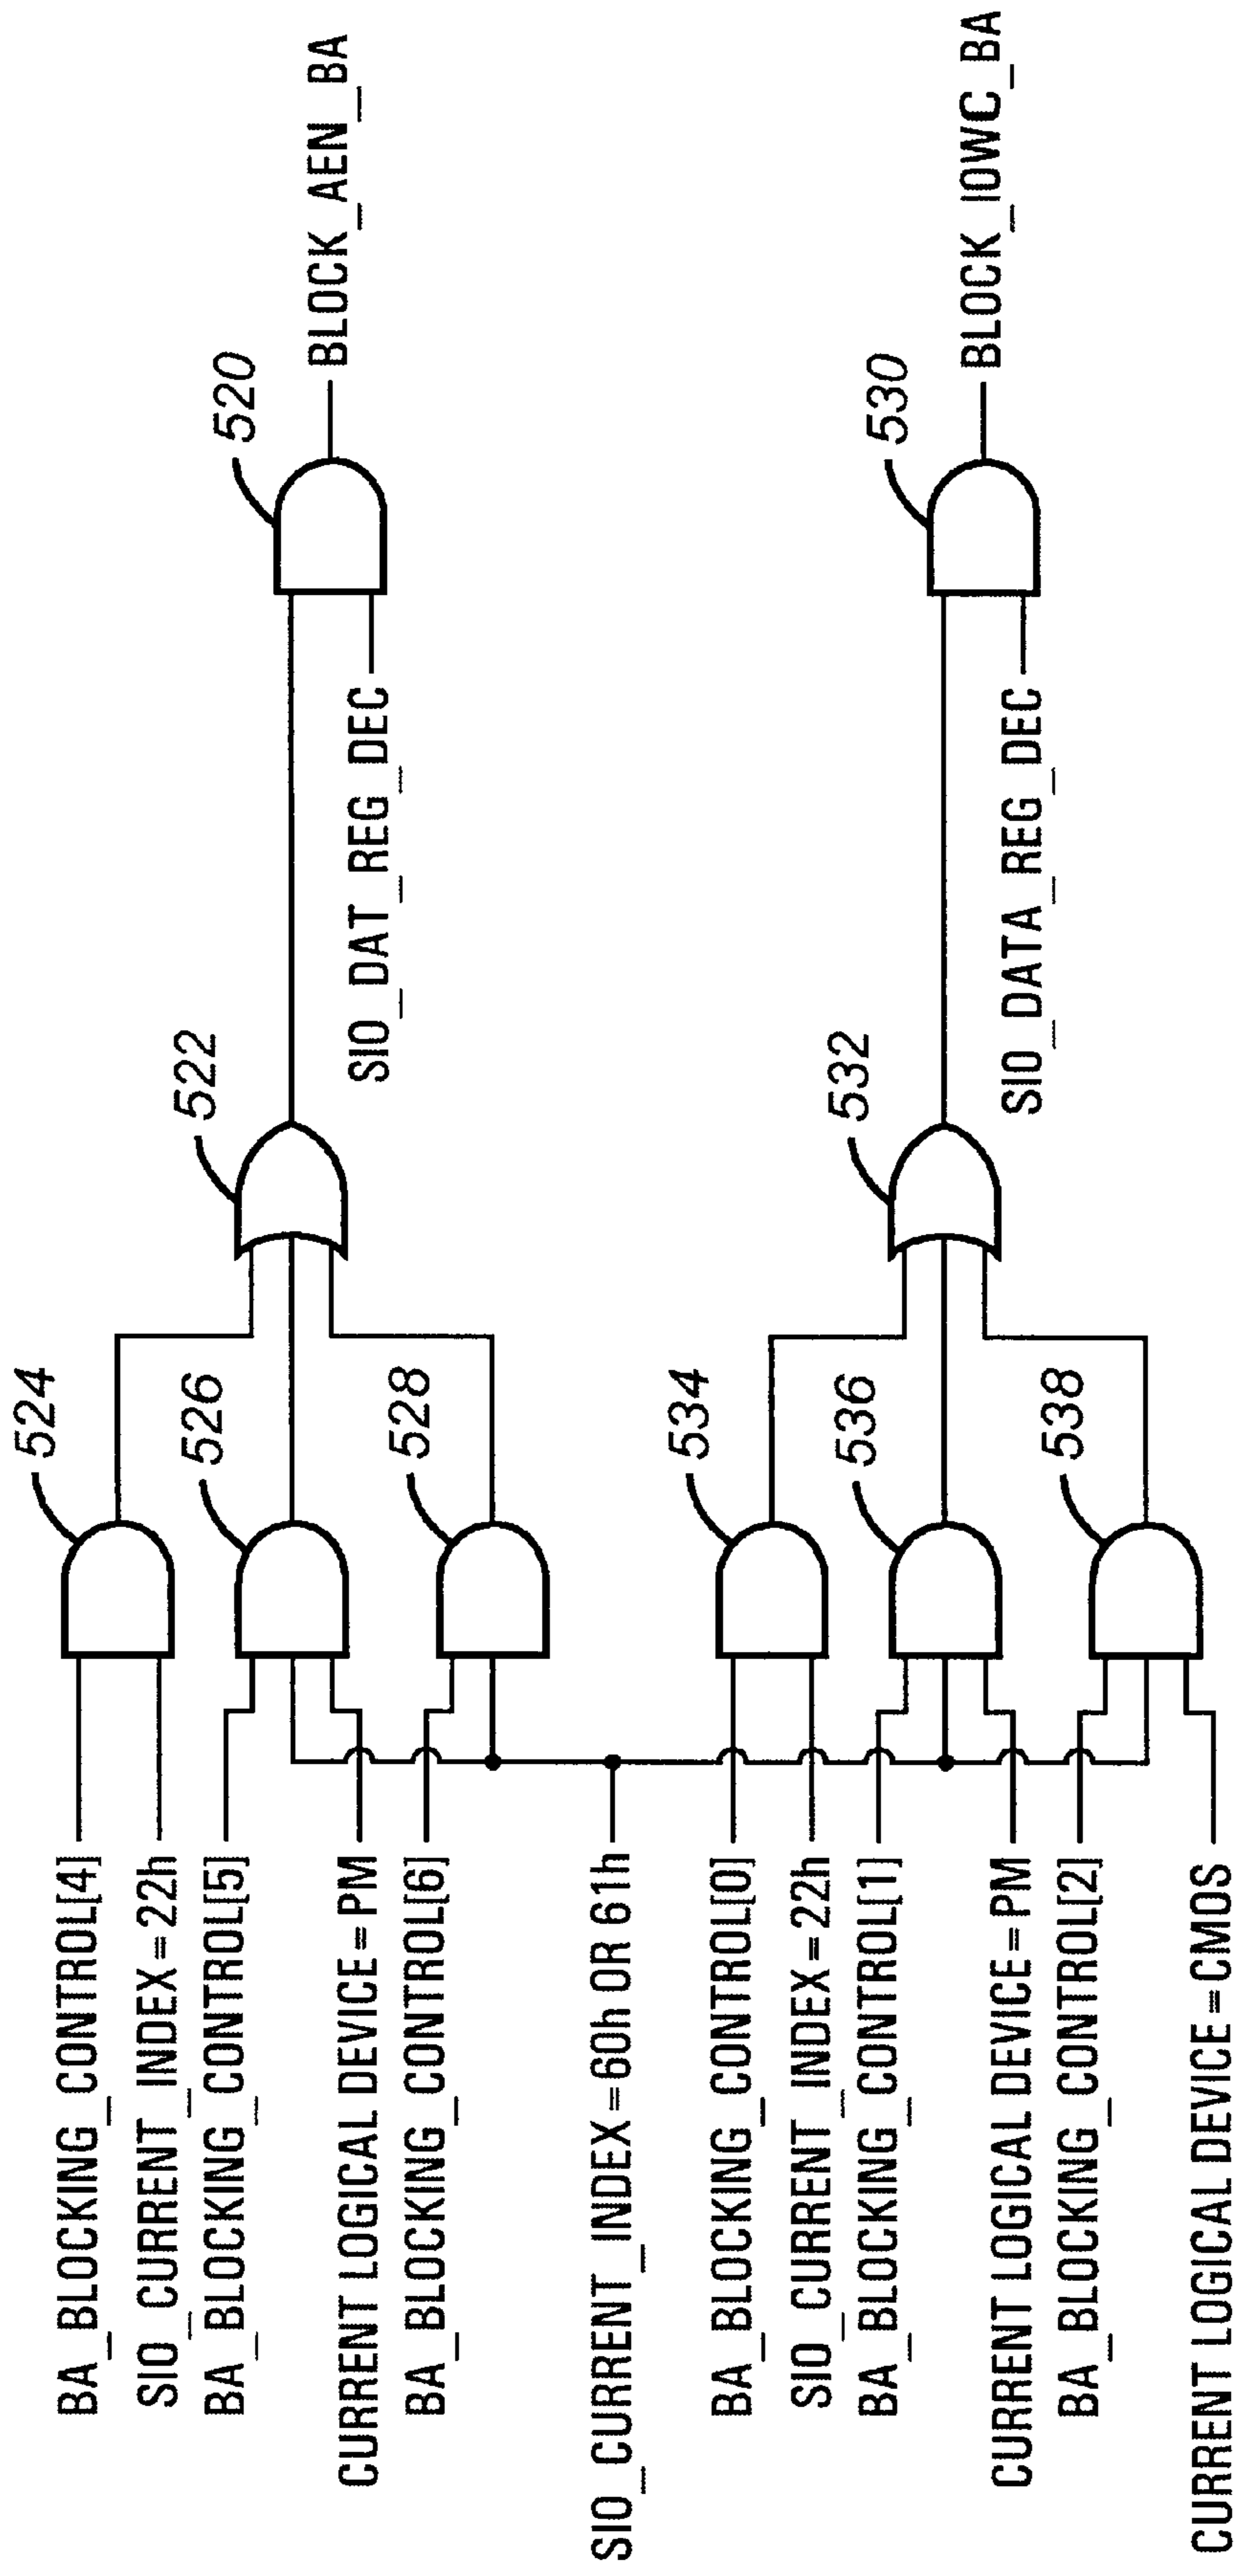 BA_BLOCKING_CONTROL[4]
SIO_CURRENT_INDEX=22h
BA_BLOCKING_CONTROL[5]
CURRENT LOGICAL DEVICE=PM
BA_BLOCKING_CONTROL[6]
SIO_CURRENT_INDEX=60h OR 61h
BA_BLOCKING_CONTROL[0]
SIO_CURRENT_INDEX=22h
BA_BLOCKING_CONTROL[1]
CURRENT LOGICAL DEVICE=PM
BA_BLOCKING_CONTROL[2]
CURRENT LOGICAL DEVICE=CMOS
524
526
528
534
536
538
522
532
SIO_DAT_REG_DEC
SIO_DATA_REG_DEC
520
530
BLOCK_AEN_BA
BLOCK_IOWC_BA